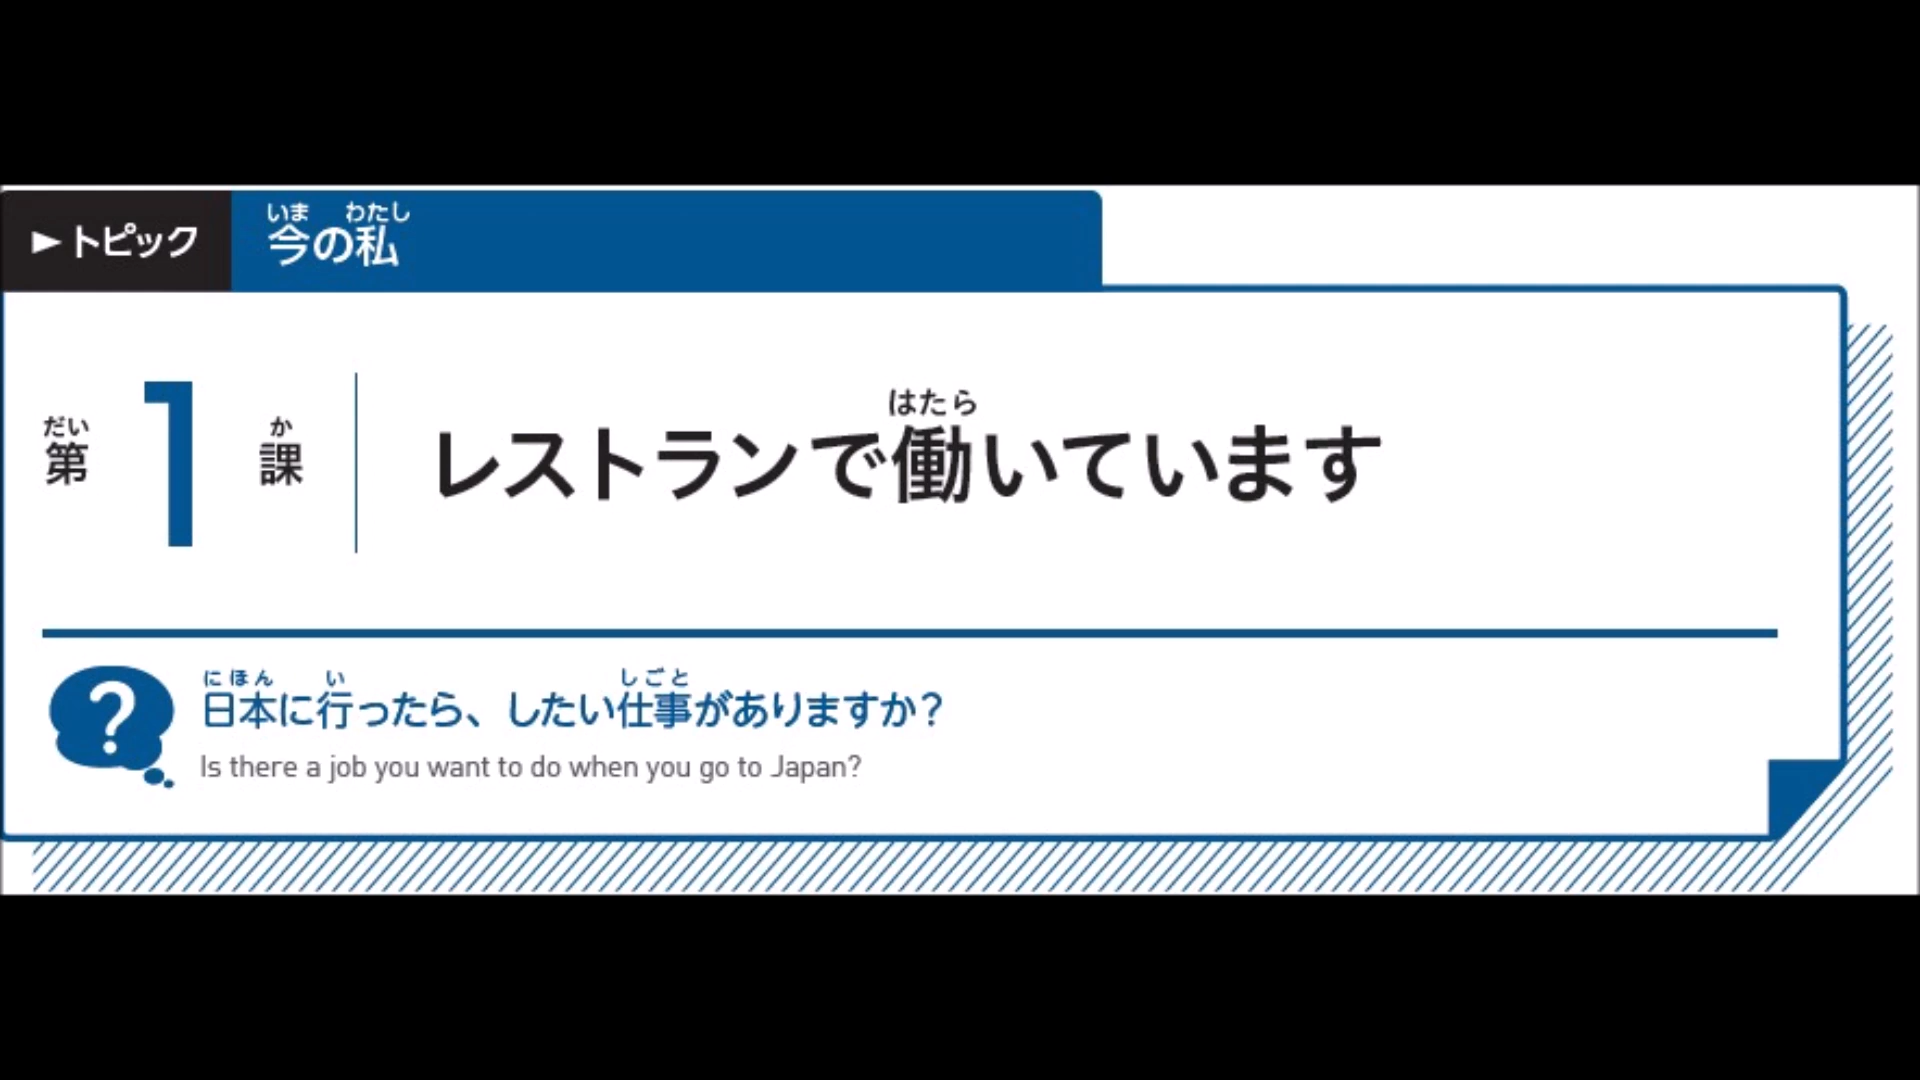 ▶トピック
いま わたし
今の私
だい
第 1 課
か
はたら
レストランで働いています
にほん い しごと
日本に行ったら、したい仕事がありますか？
Is there a job you want to do when you go to Japan?